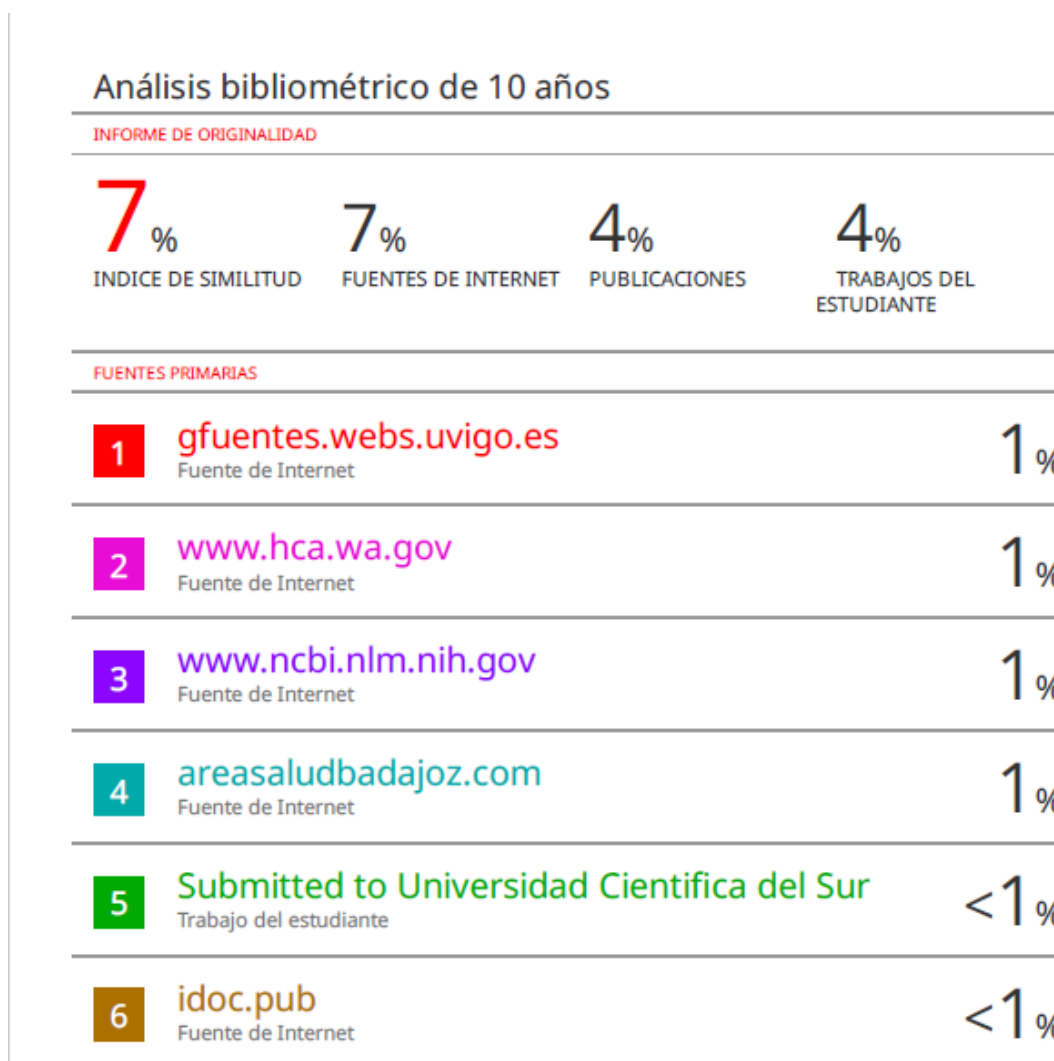 Análisis bibliométrico de 10 años
INFORME DE ORIGINALIDAD
7% 7% 4% 4%
INDICE DE SIMILITUD FUENTES DE INTERNET PUBLICACIONES TRABAJOS DEL
ESTUDIANTE
FUENTES PRIMARIAS
1 gfuentes.webs.uvigo.es 1%
Fuente de Internet
2 www.hca.wa.gov 1%
Fuente de Internet
3 www.ncbi.nlm.nih.gov 1%
Fuente de Internet
4 areasaludbadajoz.com 1%
Fuente de Internet
5 Submitted to Universidad Cientifica del Sur <1%
Trabajo del estudiante
6 idoc.pub <1%
Fuente de Internet